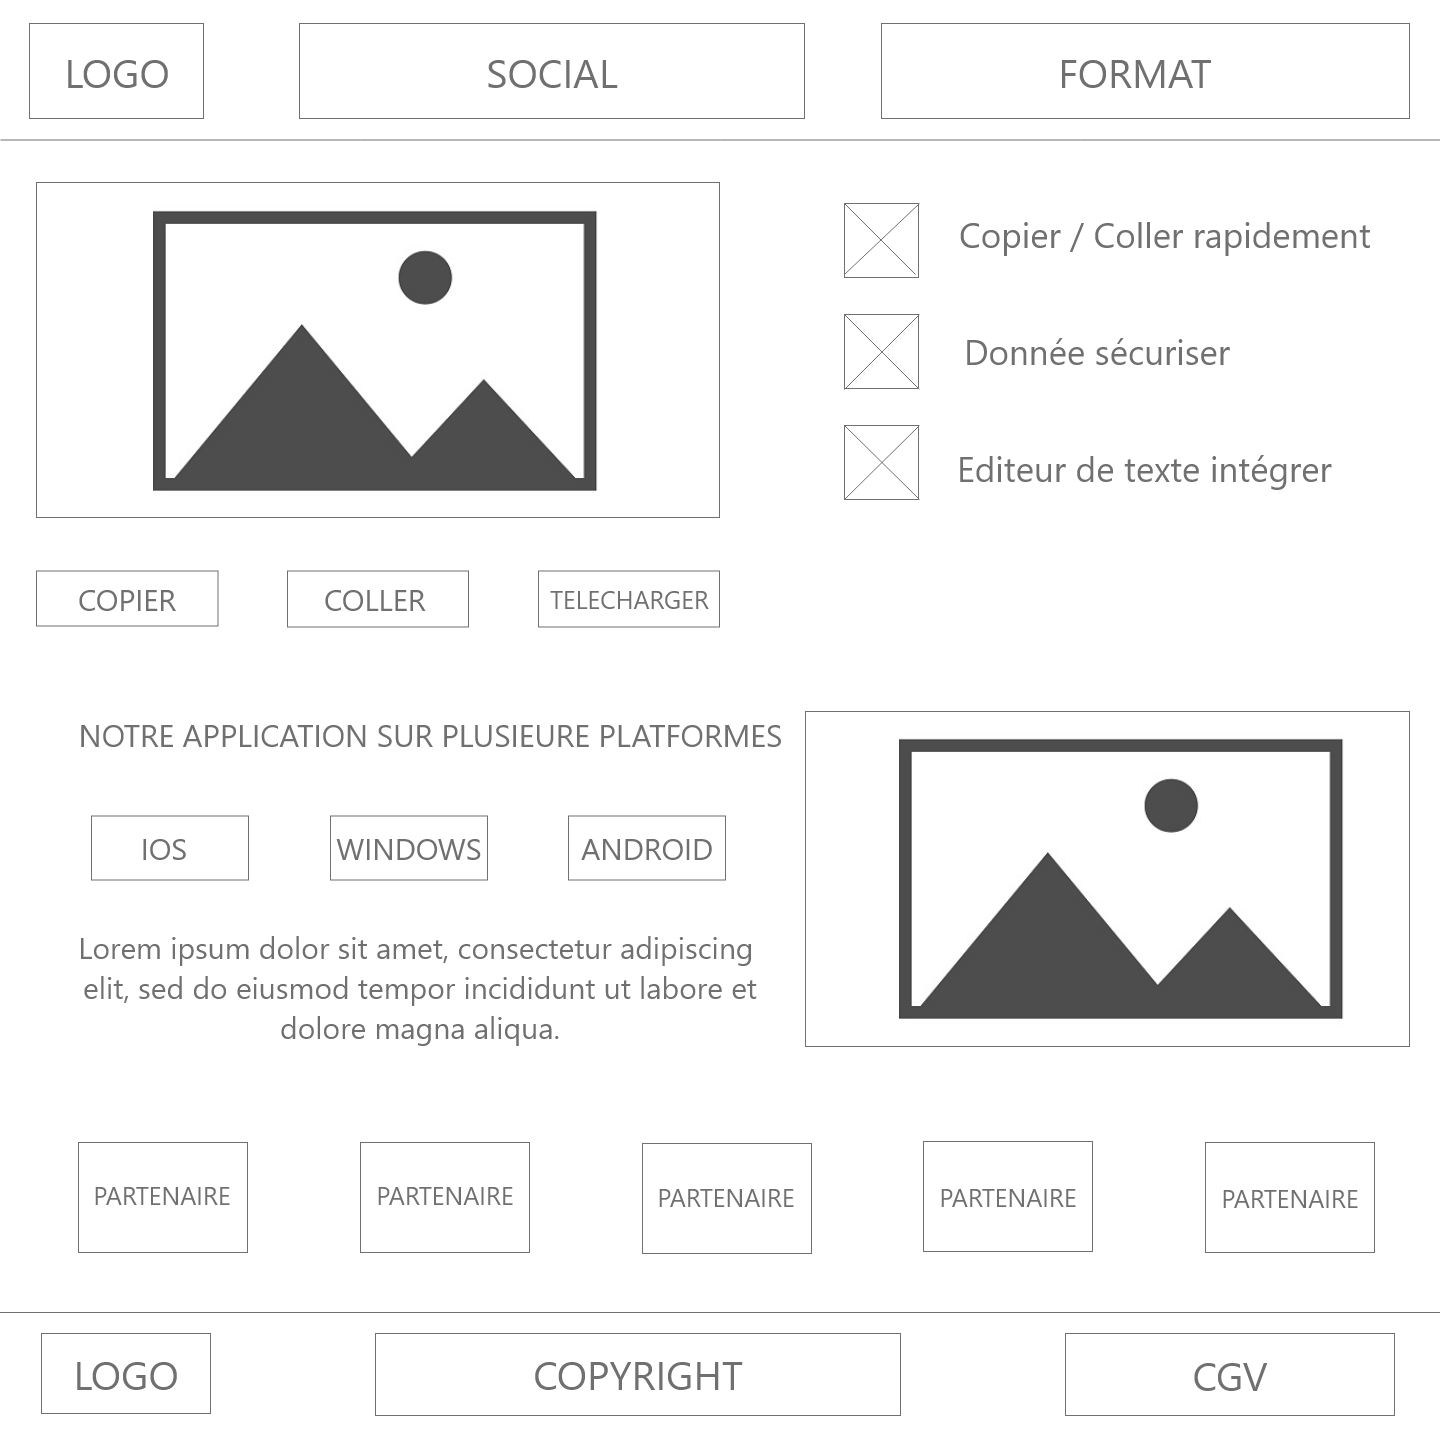 LOGO
SOCIAL
FORMAT
Copier / Coller rapidement
Donnée sécuriser
Editeur de texte intégrer
COPIER
COLLER
TELECHARGER
NOTRE APPLICATION SUR PLUSIEURE PLATFORMES
IOS
WINDOWS
ANDROID
Lorem ipsum dolor sit amet, consectetur adipiscing
elit, sed do eiusmod tempor incididunt ut labore et
dolore magna aliqua.
PARTENAIRE
PARTENAIRE
PARTENAIRE
PARTENAIRE
PARTENAIRE
LOGO
COPYRIGHT
CGV